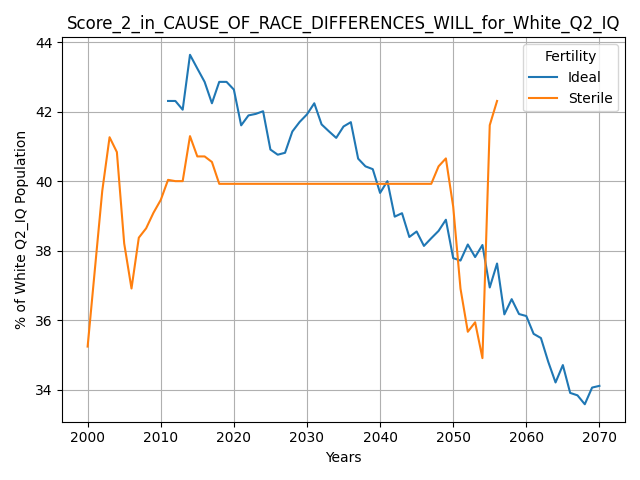 Score_2_in_CAUSE_OF_RACE_DIFFERENCES_WILL_for_White_Q2_IQ
Fertility
Ideal
Sterile
% of White Q2_IQ Population
44
42
40
38
36
34
2000 2010 2020 2030 2040 2050 2060 2070
Years